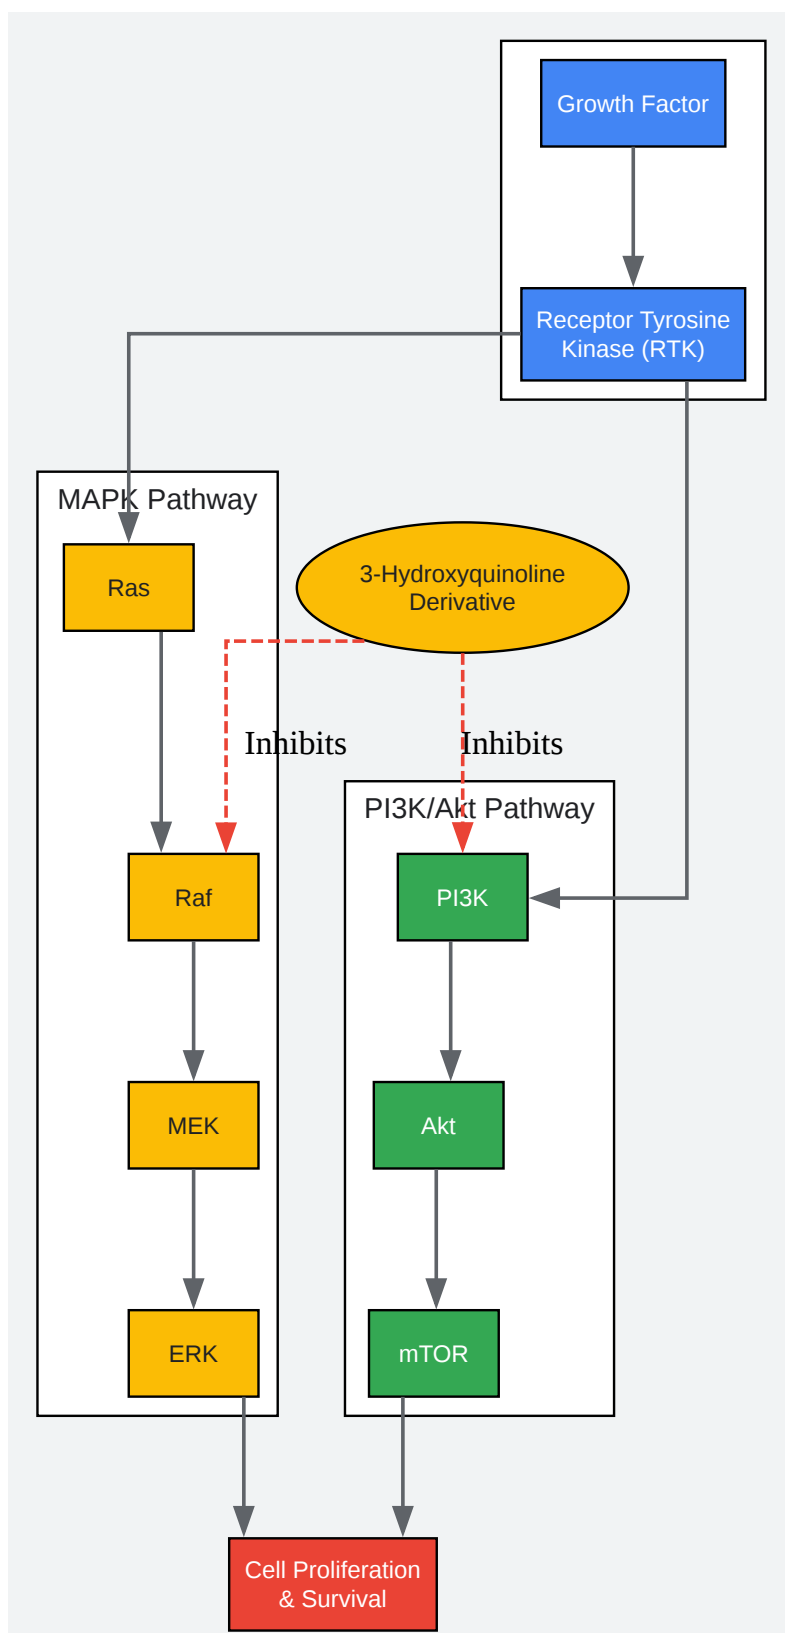 Growth Factor
Receptor Tyrosine
Kinase (RTK)
MAPK Pathway
Ras
3-Hydroxyquinoline
Derivative
Inhibits
Inhibits
PI3K/Akt Pathway
Raf
PI3K
MEK
Akt
ERK
mTOR
Cell Proliferation
& Survival